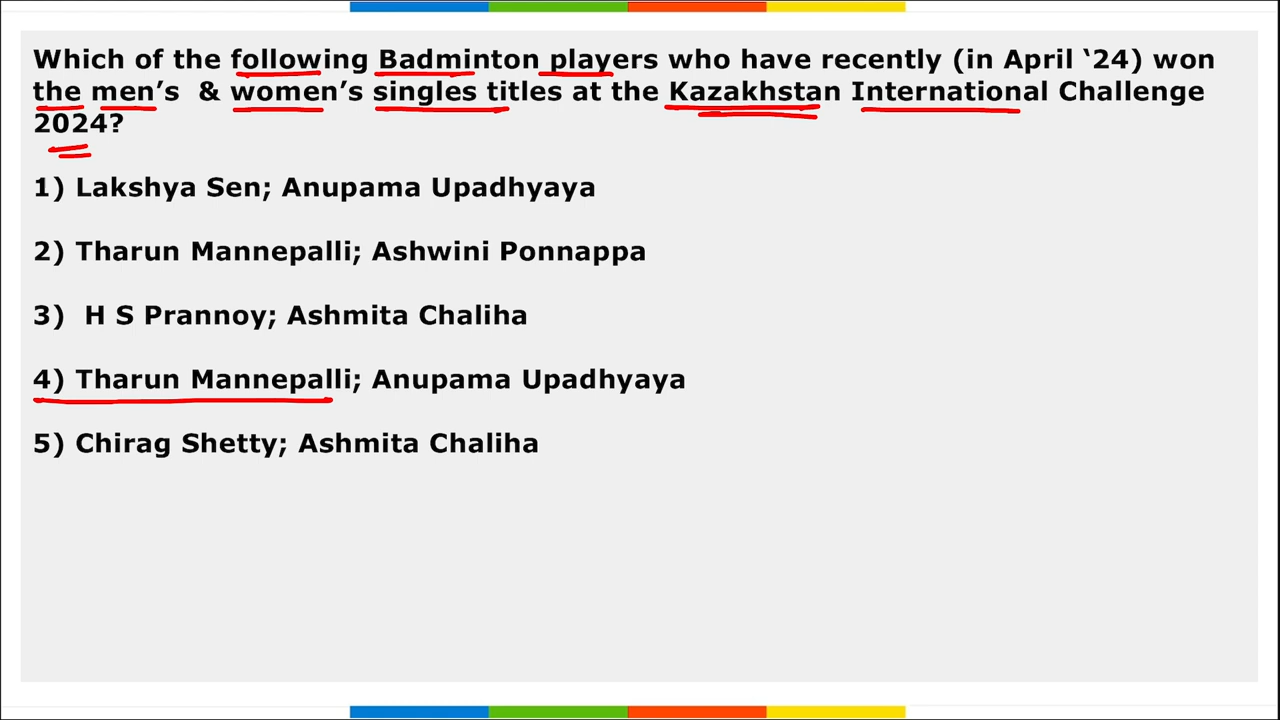 Which of the following Badminton players who have recently (in April ‘24) won
the men’s & women’s singles titles at the Kazakhstan International Challenge
2024?
1) Lakshya Sen; Anupama Upadhyaya
2) Tharun Mannepalli; Ashwini Ponnappa
3) H S Prannoy; Ashmita Chaliha
4) Tharun Mannepalli; Anupama Upadhyaya
5) Chirag Shetty; Ashmita Chaliha